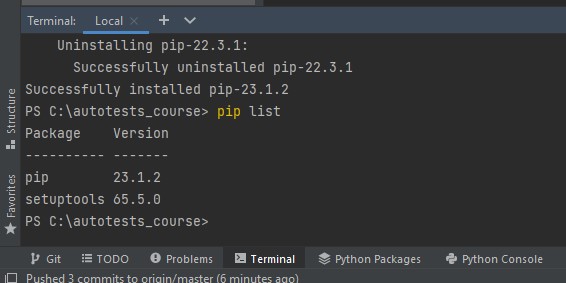 Terminal: Local × + ∨
Uninstalling pip-22.3.1:
Successfully uninstalled pip-22.3.1
Successfully installed pip-23.1.2
PS C:\autotests_course> pip list
Package    Version
---------- -------
pip        23.1.2
setuptools 65.5.0
PS C:\autotests_course>
Structure
Favorites
Git TODO Problems Terminal Python Packages Python Console
Pushed 3 commits to origin/master (6 minutes ago)